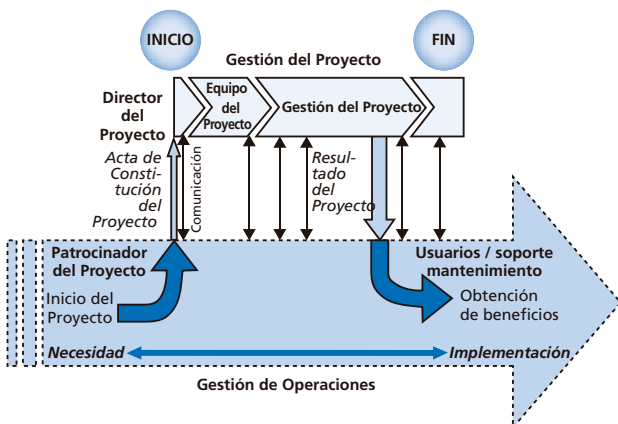 INICIO
FIN
Gestión del Proyecto
Director
del
Proyecto
Equipo
del
Proyecto
Gestión del Proyecto
Acta de
Consti-
tución
del
Proyecto
Comunicación
Resul-
tado
del
Proyecto
Patrocinador
del Proyecto
Inicio del
Proyecto
Usuarios / soporte
mantenimiento
Obtención
de beneficios
Necesidad
Implementación
Gestión de Operaciones